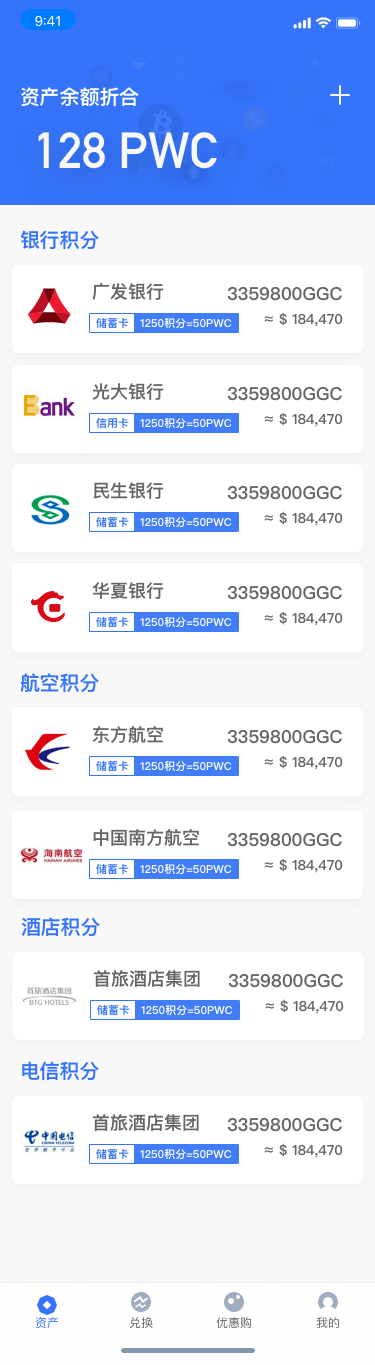 9:41
资产余额折合
128 PWC
银行积分
广发银行 3359800GGC
储蓄卡 1250积分=50PWC ≈ $ 184,470
Bank
光大银行 3359800GGC
信用卡 1250积分=50PWC ≈ $ 184,470
民生银行 3359800GGC
储蓄卡 1250积分=50PWC ≈ $ 184,470
华夏银行 3359800GGC
储蓄卡 1250积分=50PWC ≈ $ 184,470
航空积分
东方航空 3359800GGC
储蓄卡 1250积分=50PWC ≈ $ 184,470
海南航空
HAINAN AIRLINES
中国南方航空 3359800GGC
储蓄卡 1250积分=50PWC ≈ $ 184,470
酒店积分
首旅酒店集团
BTG HOTELS
首旅酒店集团 3359800GGC
储蓄卡 1250积分=50PWC ≈ $ 184,470
电信积分
中国电信
CHINA TELECOM
世界触手可及
首旅酒店集团 3359800GGC
储蓄卡 1250积分=50PWC ≈ $ 184,470
资产 兑换 优惠购 我的